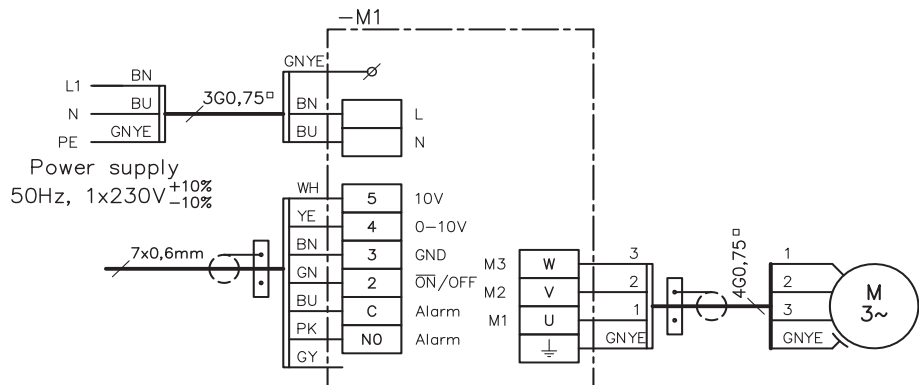 −M1
GNYE
L1 BN
N BU
PE GNYE
3G0,75▫
BN L
BU N
Power supply
50Hz, 1x230V +10%
−10%
WH 5 10V
YE 4 0−10V
BN 3 GND
GN 2 O̅N̅/OFF
BU C Alarm
PK NO Alarm
GY
7x0,6mm
M3 W 3
M2 V 2
M1 U 1
GNYE
4G0,75▫
1
2
3
GNYE
M
3~